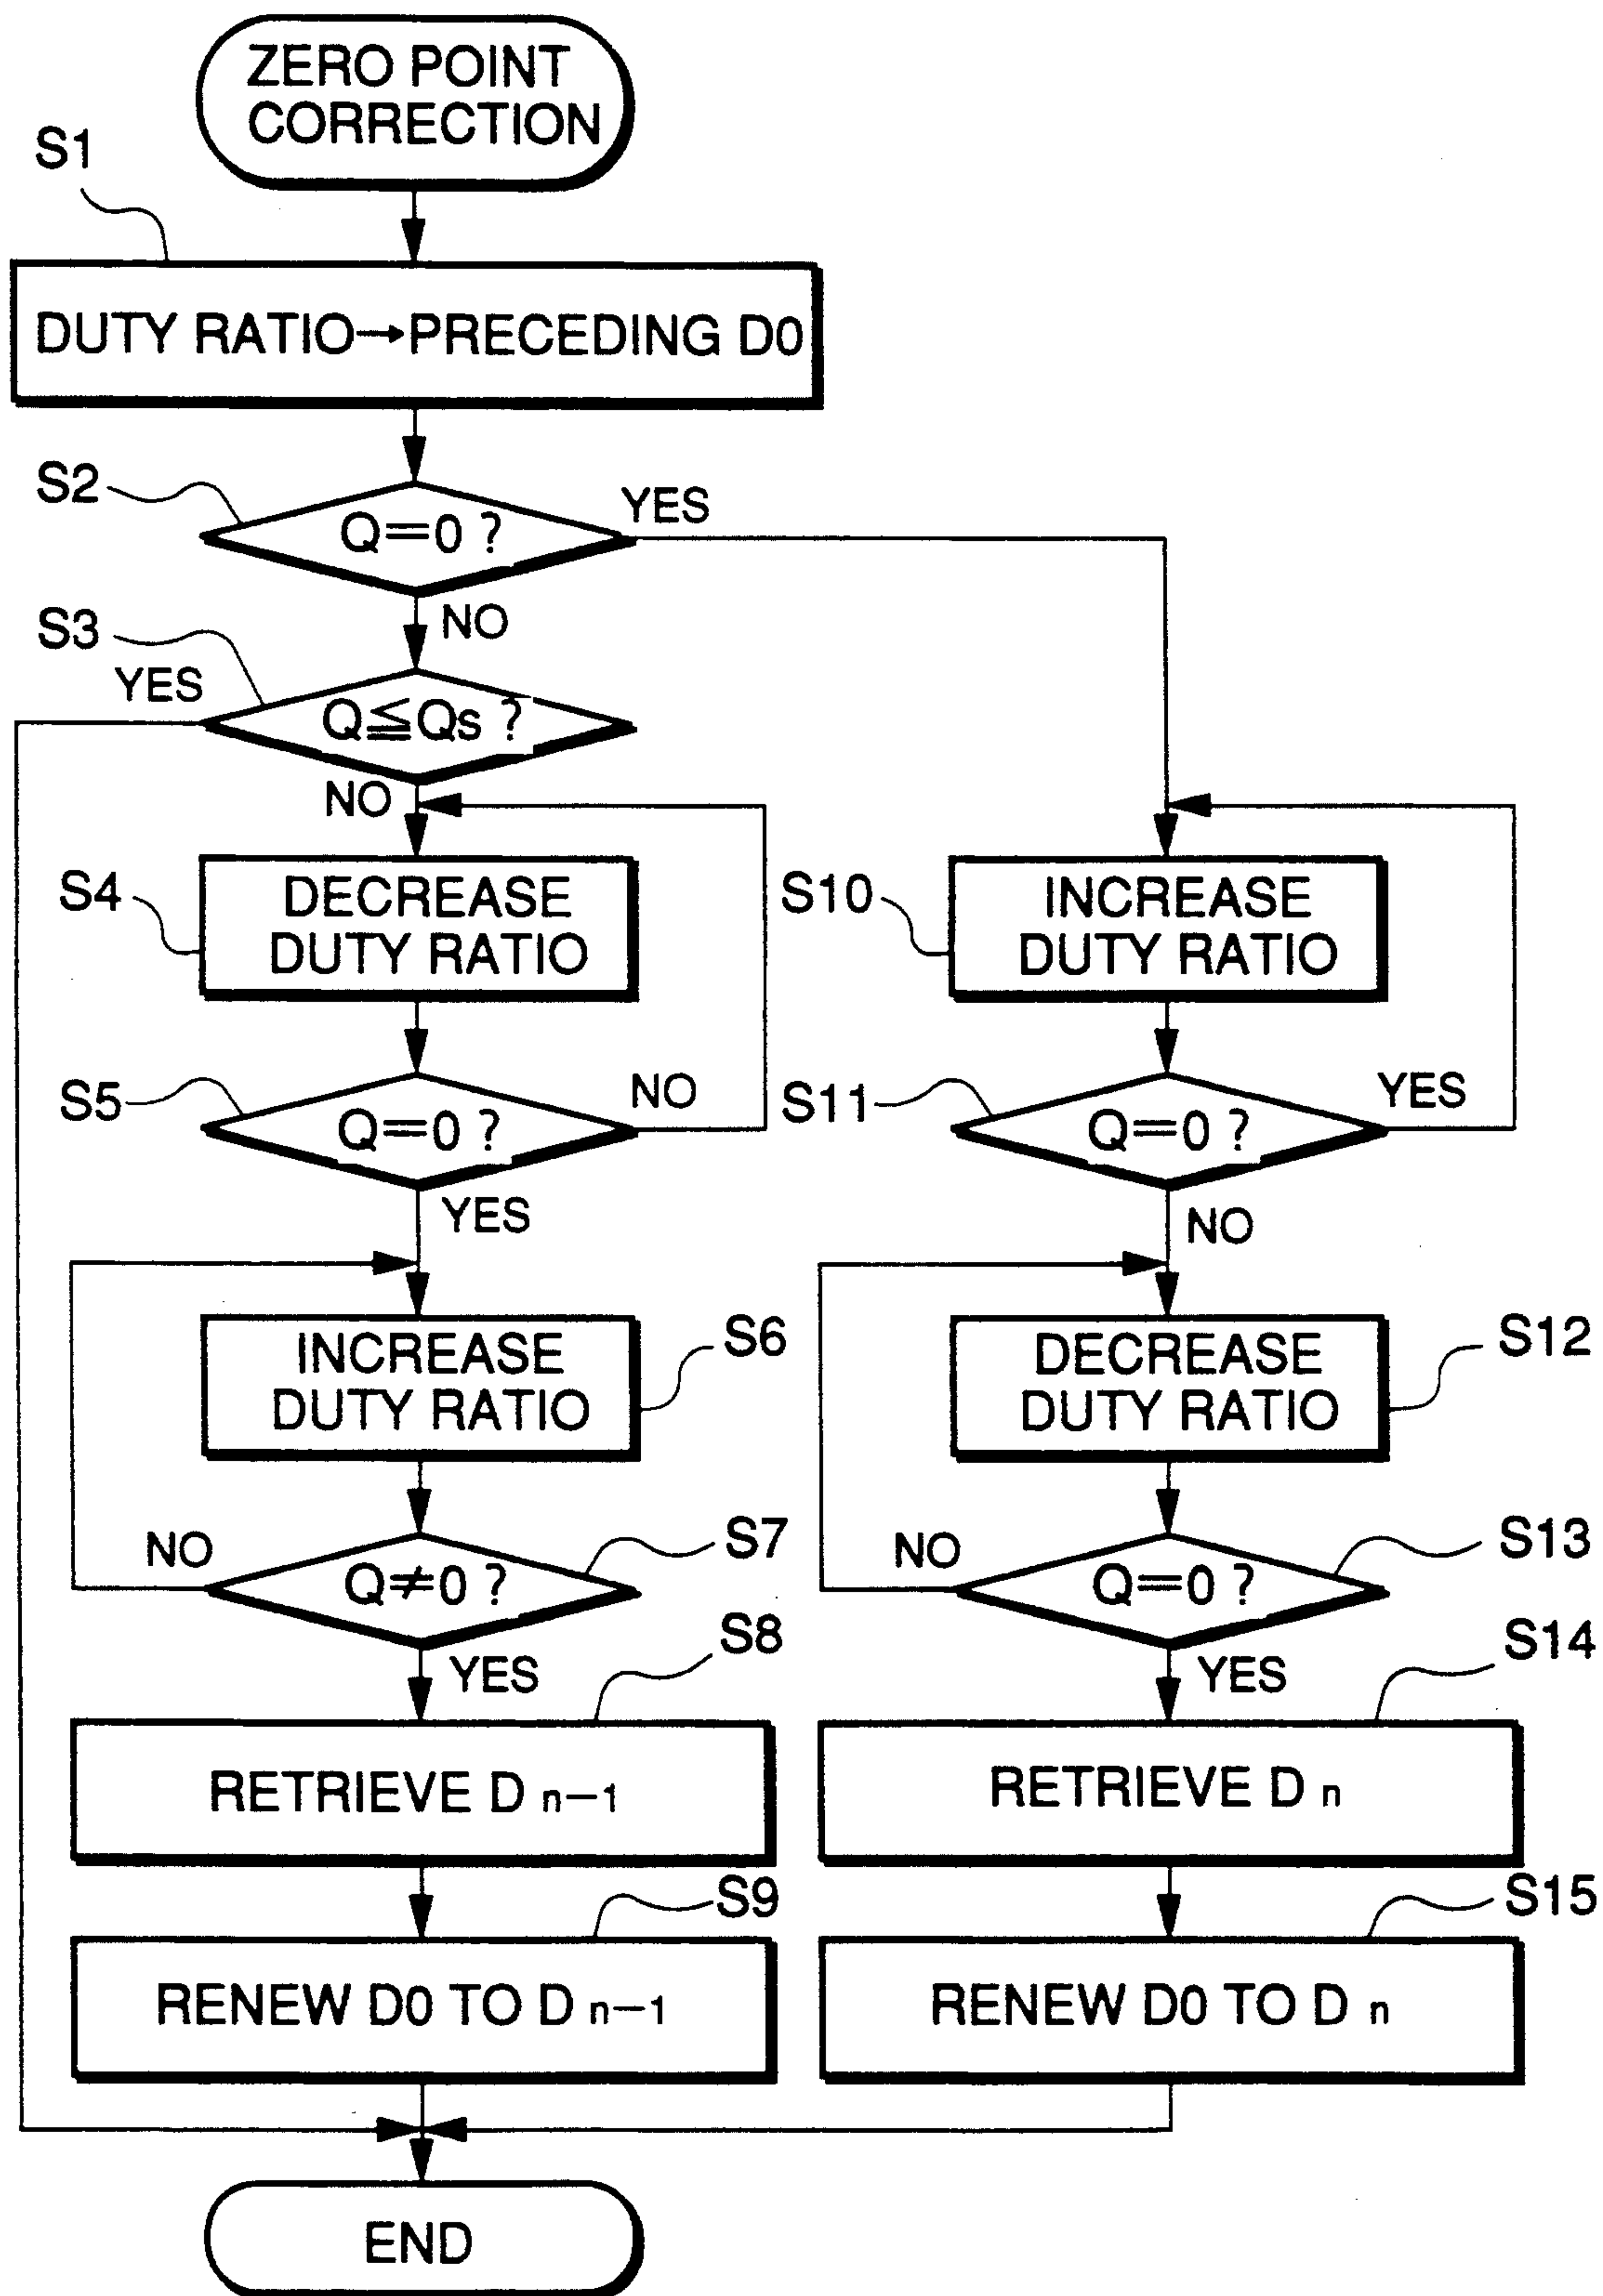 ZERO POINT
CORRECTION
S1
DUTY RATIO→PRECEDING D0
S2
Q=0 ?
YES
NO
S3
YES
Q≦Qs ?
NO
S4
DECREASE
DUTY RATIO
S10
INCREASE
DUTY RATIO
S5
Q=0 ?
NO
YES
S11
Q=0 ?
YES
NO
INCREASE
DUTY RATIO
S6
DECREASE
DUTY RATIO
S12
NO
Q≠0 ?
S7
YES
NO
Q=0 ?
S13
YES
S8
RETRIEVE D n-1
S14
RETRIEVE D n
S9
RENEW D0 TO D n-1
S15
RENEW D0 TO D n
END